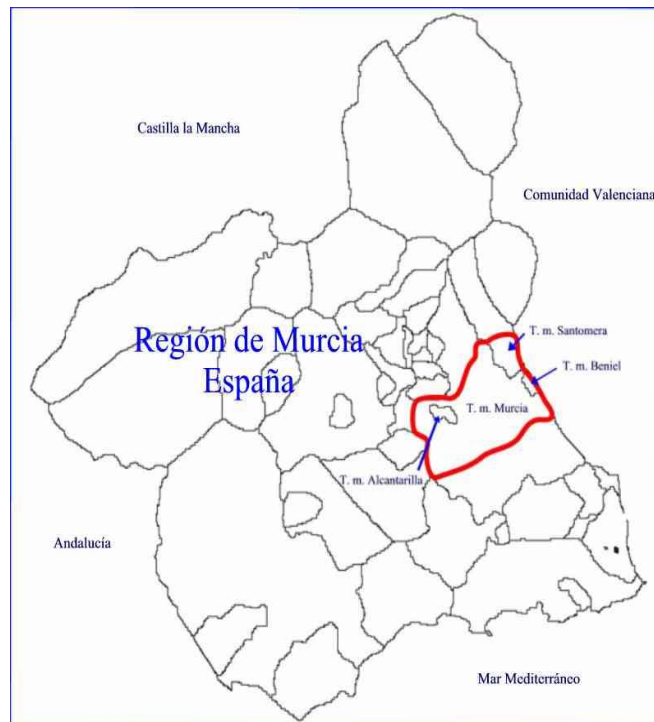 Castilla la Mancha
Comunidad Valenciana
Región de Murcia
España
T. m. Santomera
T. m. Beniel
T. m. Murcia
T. m. Alcantarilla
Andalucía
Mar Mediterráneo